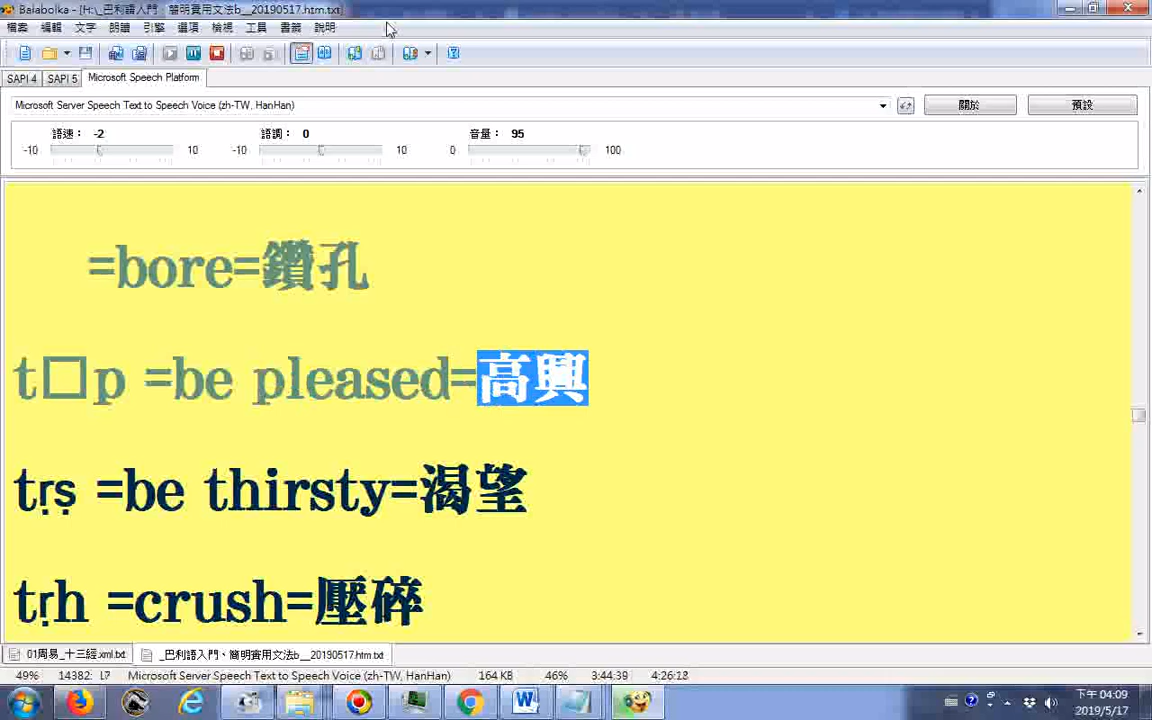 Balabolka - [H:\_巴利語入門、簡明實用文法b__20190517.htm.txt]
檔案 編輯 文字 朗讀 引擎 選項 檢視 工具 書籤 說明
SAPI 4 SAPI 5 Microsoft Speech Platform
Microsoft Server Speech Text to Speech Voice (zh-TW, HanHan) 關於 預設
語速： -2 語調： 0 音量： 95
-10 10 -10 10 0 100
=bore=鑽孔
t□p =be pleased=高興
tṛṣ =be thirsty=渴望
tṛh =crush=壓碎
01周易_十三經.xml.txt _巴利語入門、簡明實用文法b__20190517.htm.txt
49% 14382: 17 Microsoft Server Speech Text to Speech Voice (zh-TW, HanHan) 164 KB 46% 3:44:39 4:26:18
下午 04:09
2019/5/17